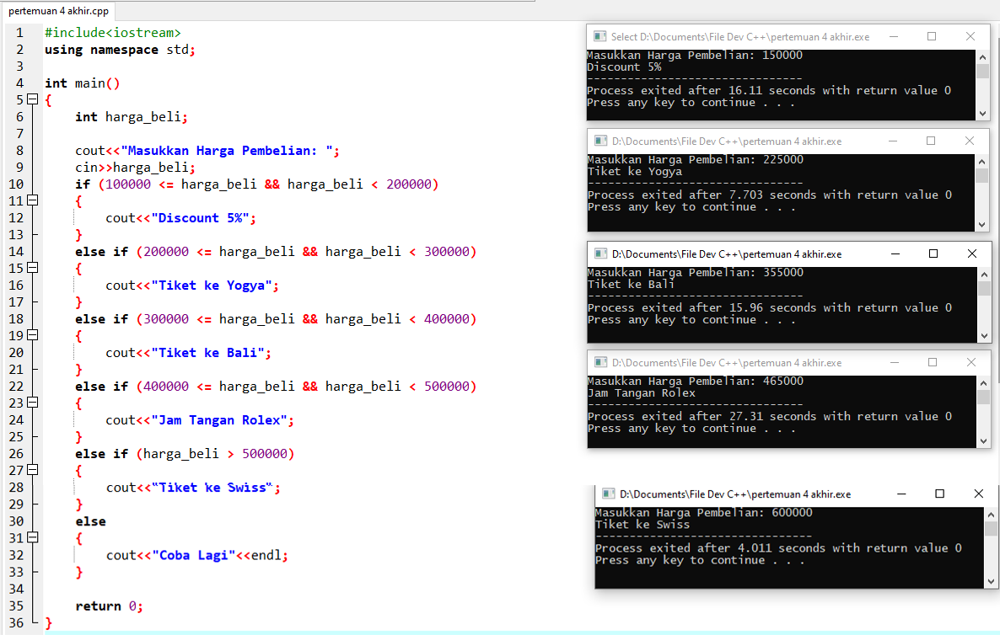 pertemuan 4 akhir.cpp
1 #include<iostream>
2 using namespace std;
3
4 int main()
5 {
6 int harga_beli;
7
8 cout<<"Masukkan Harga Pembelian: ";
9 cin>>harga_beli;
10 if (100000 <= harga_beli && harga_beli < 200000)
11 {
12 cout<<"Discount 5%";
13 }
14 else if (200000 <= harga_beli && harga_beli < 300000)
15 {
16 cout<<"Tiket ke Yogya";
17 }
18 else if (300000 <= harga_beli && harga_beli < 400000)
19 {
20 cout<<"Tiket ke Bali";
21 }
22 else if (400000 <= harga_beli && harga_beli < 500000)
23 {
24 cout<<"Jam Tangan Rolex";
25 }
26 else if (harga_beli > 500000)
27 {
28 cout<<"Tiket ke Swiss";
29 }
30 else
31 {
32 cout<<"Coba Lagi"<<endl;
33 }
34
35 return 0;
36 }
Select D:\Documents\File Dev C++\pertemuan 4 akhir.exe
Masukkan Harga Pembelian: 150000
Discount 5%
--------------------------------
Process exited after 16.11 seconds with return value 0
Press any key to continue . . .
D:\Documents\File Dev C++\pertemuan 4 akhir.exe
Masukkan Harga Pembelian: 225000
Tiket ke Yogya
--------------------------------
Process exited after 7.703 seconds with return value 0
Press any key to continue . . .
D:\Documents\File Dev C++\pertemuan 4 akhir.exe
Masukkan Harga Pembelian: 355000
Tiket ke Bali
--------------------------------
Process exited after 15.96 seconds with return value 0
Press any key to continue . . .
D:\Documents\File Dev C++\pertemuan 4 akhir.exe
Masukkan Harga Pembelian: 465000
Jam Tangan Rolex
--------------------------------
Process exited after 27.31 seconds with return value 0
Press any key to continue . . .
D:\Documents\File Dev C++\pertemuan 4 akhir.exe
Masukkan Harga Pembelian: 600000
Tiket ke Swiss
--------------------------------
Process exited after 4.011 seconds with return value 0
Press any key to continue . . .